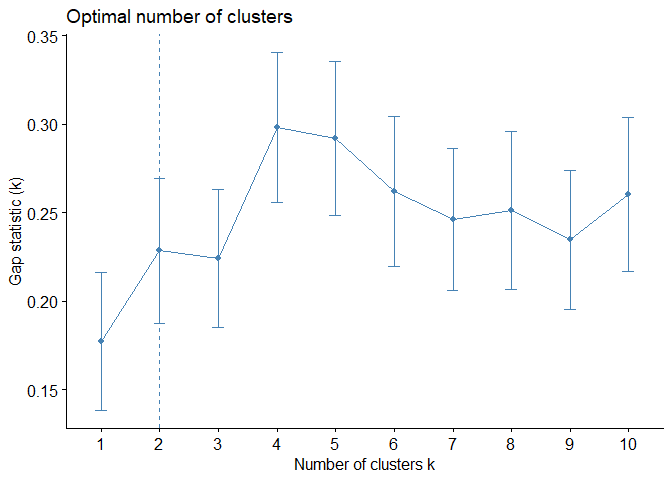 Optimal number of clusters
0.35
0.30
0.25
0.20
0.15
Gap statistic (k)
1 2 3 4 5 6 7 8 9 10
Number of clusters k